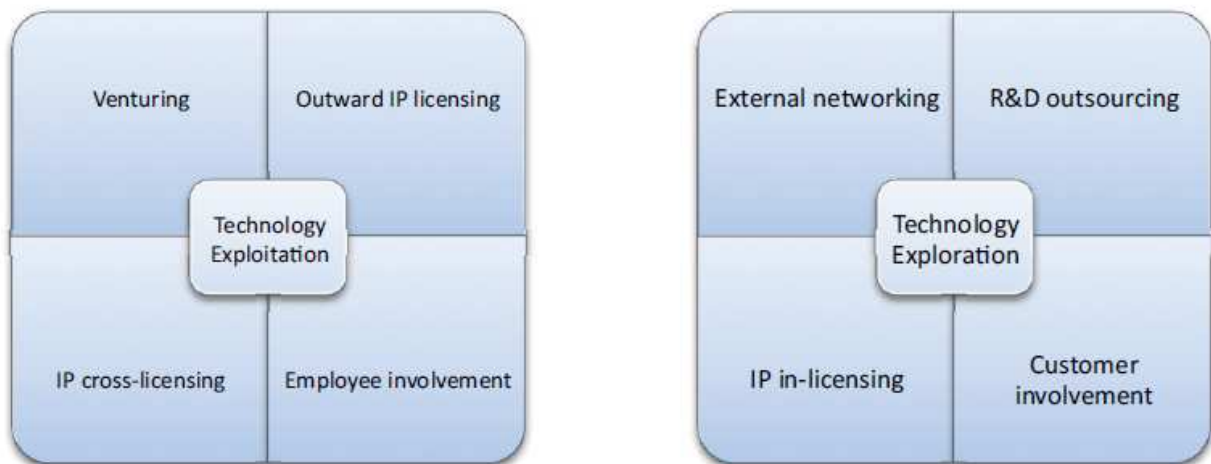 Venturing
Outward IP licensing
Technology
Exploitation
IP cross-licensing
Employee involvement
External networking
R&D outsourcing
Technology
Exploration
IP in-licensing
Customer
involvement